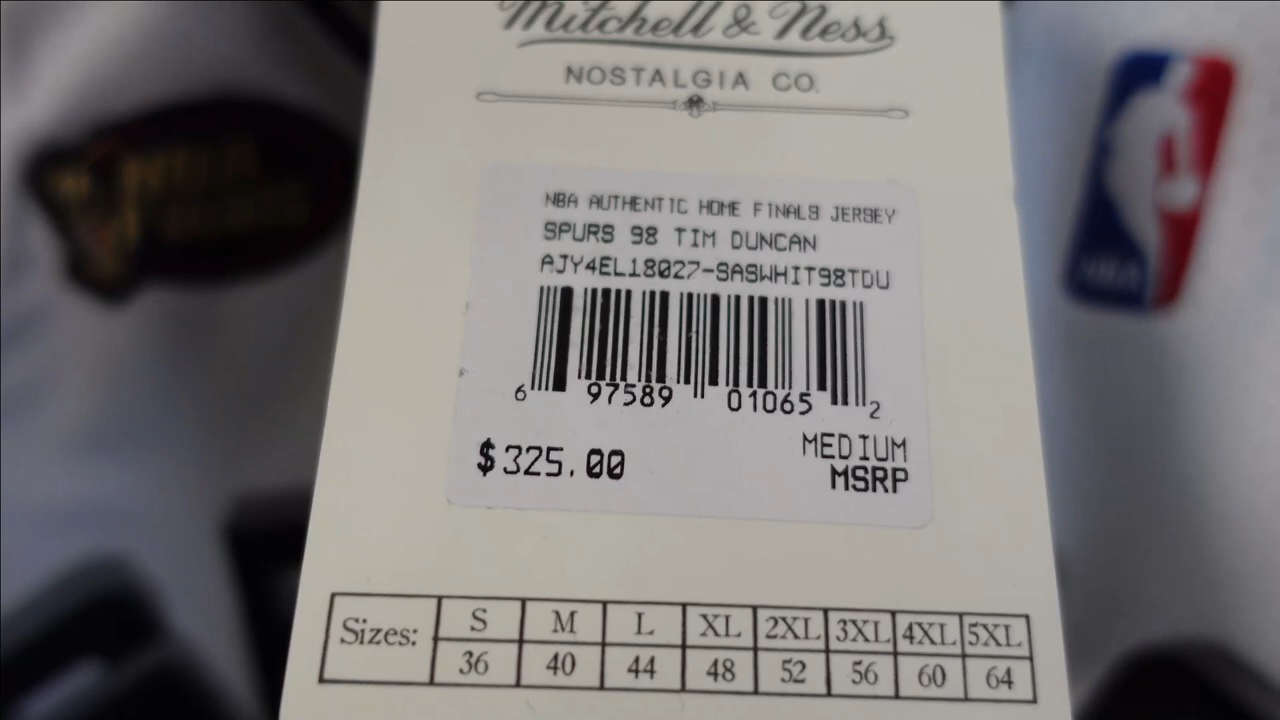 Mitchell & Ness
NOSTALGIA CO.
NBA AUTHENTIC HOME FINALS JERSEY
SPURS 98 TIM DUNCAN
AJY4EL18027-SASWHIT98TDU
6 97589 01065 2
$325.00 MEDIUM
MSRP
Sizes: S M L XL 2XL 3XL 4XL 5XL
36 40 44 48 52 56 60 64
NBA